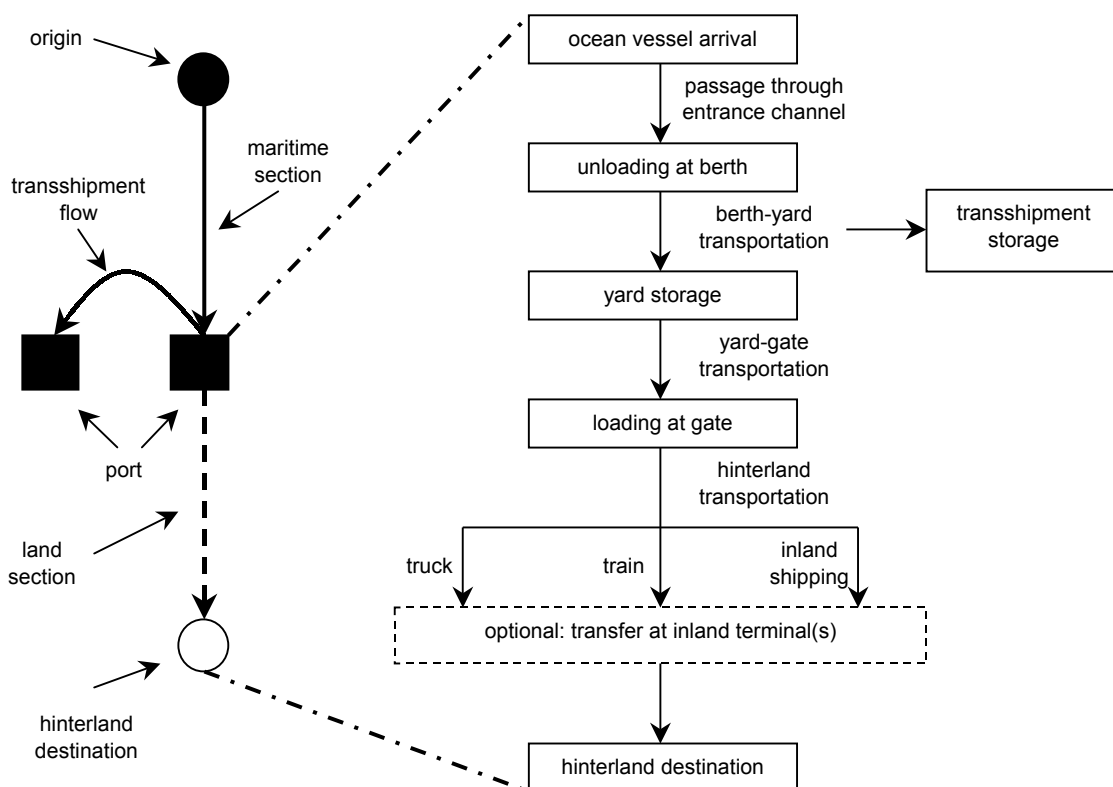 origin
maritime
section
transshipment
flow
port
land
section
hinterland
destination
ocean vessel arrival
passage through
entrance channel
unloading at berth
berth-yard
transportation
transshipment
storage
yard storage
yard-gate
transportation
loading at gate
hinterland
transportation
truck
train
inland
shipping
optional: transfer at inland terminal(s)
hinterland destination